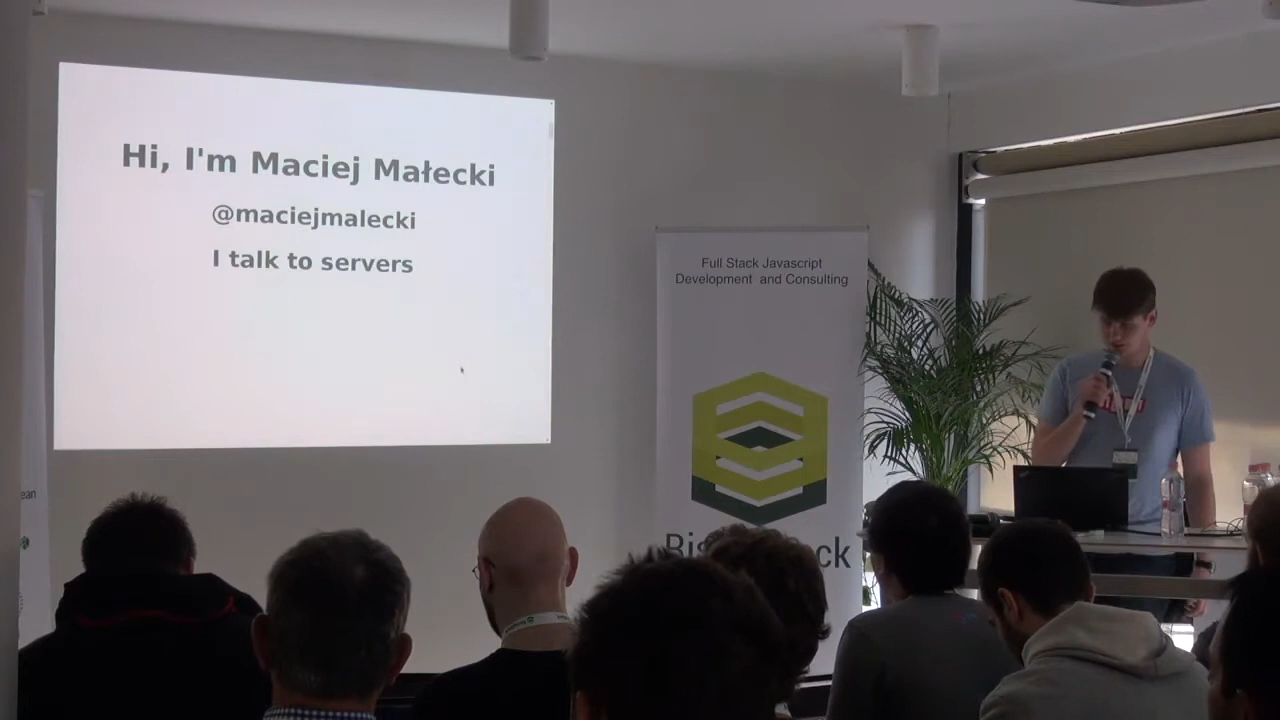 Hi, I'm Maciej Małecki
@maciejmalecki
I talk to servers
Full Stack Javascript
Development and Consulting